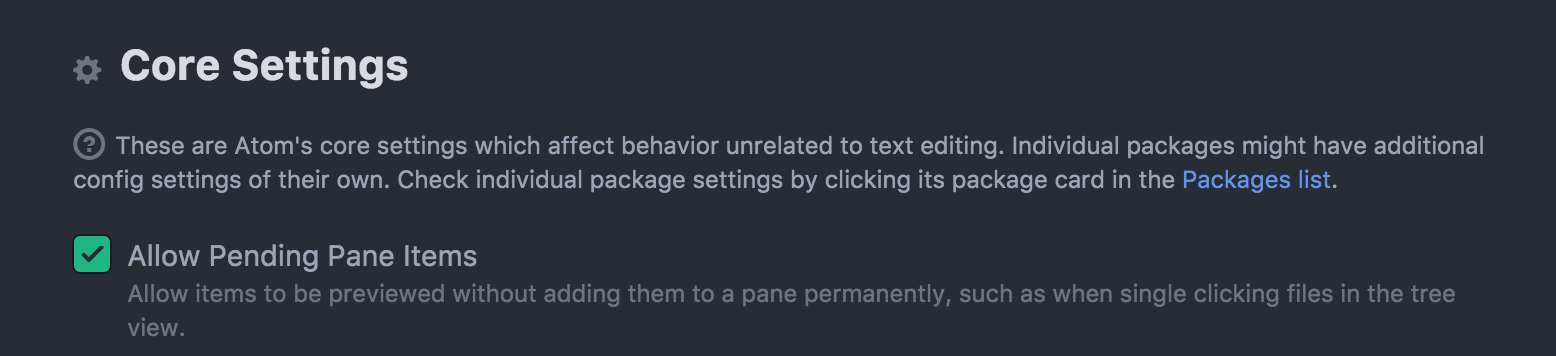 Core Settings
These are Atom's core settings which affect behavior unrelated to text editing. Individual packages might have additional
config settings of their own. Check individual package settings by clicking its package card in the Packages list.
Allow Pending Pane Items
Allow items to be previewed without adding them to a pane permanently, such as when single clicking files in the tree
view.